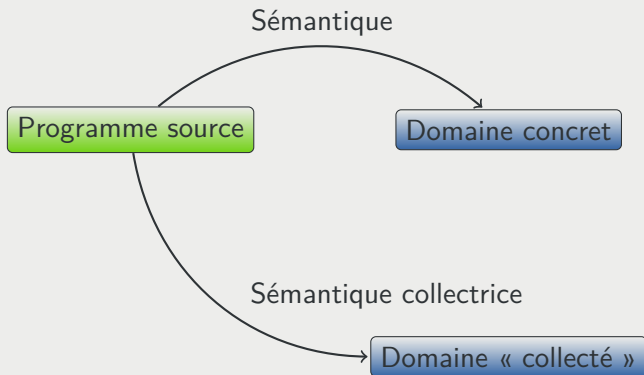 Sémantique
Programme source
Domaine concret
Sémantique collectrice
Domaine « collecté »